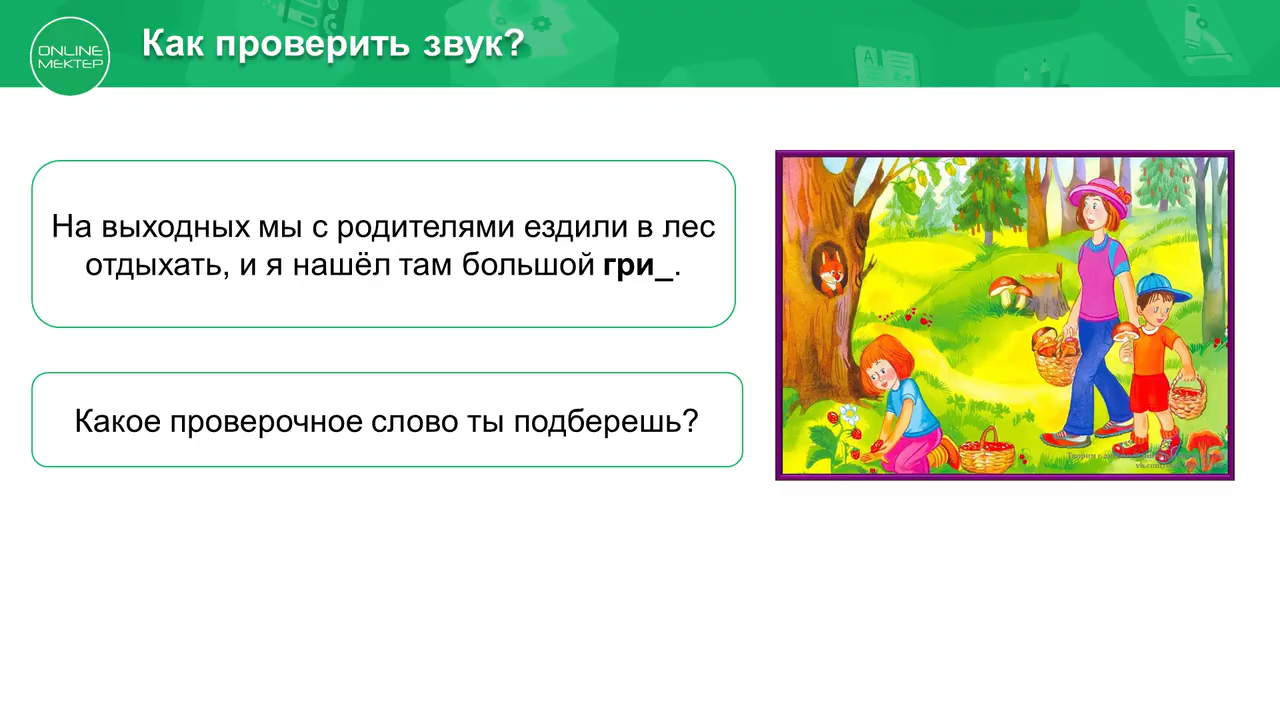 ONLINE
МЕКТЕР
Как проверить звук?
На выходных мы с родителями ездили в лес
отдыхать, и я нашёл там большой гри_.
Какое проверочное слово ты подберешь?